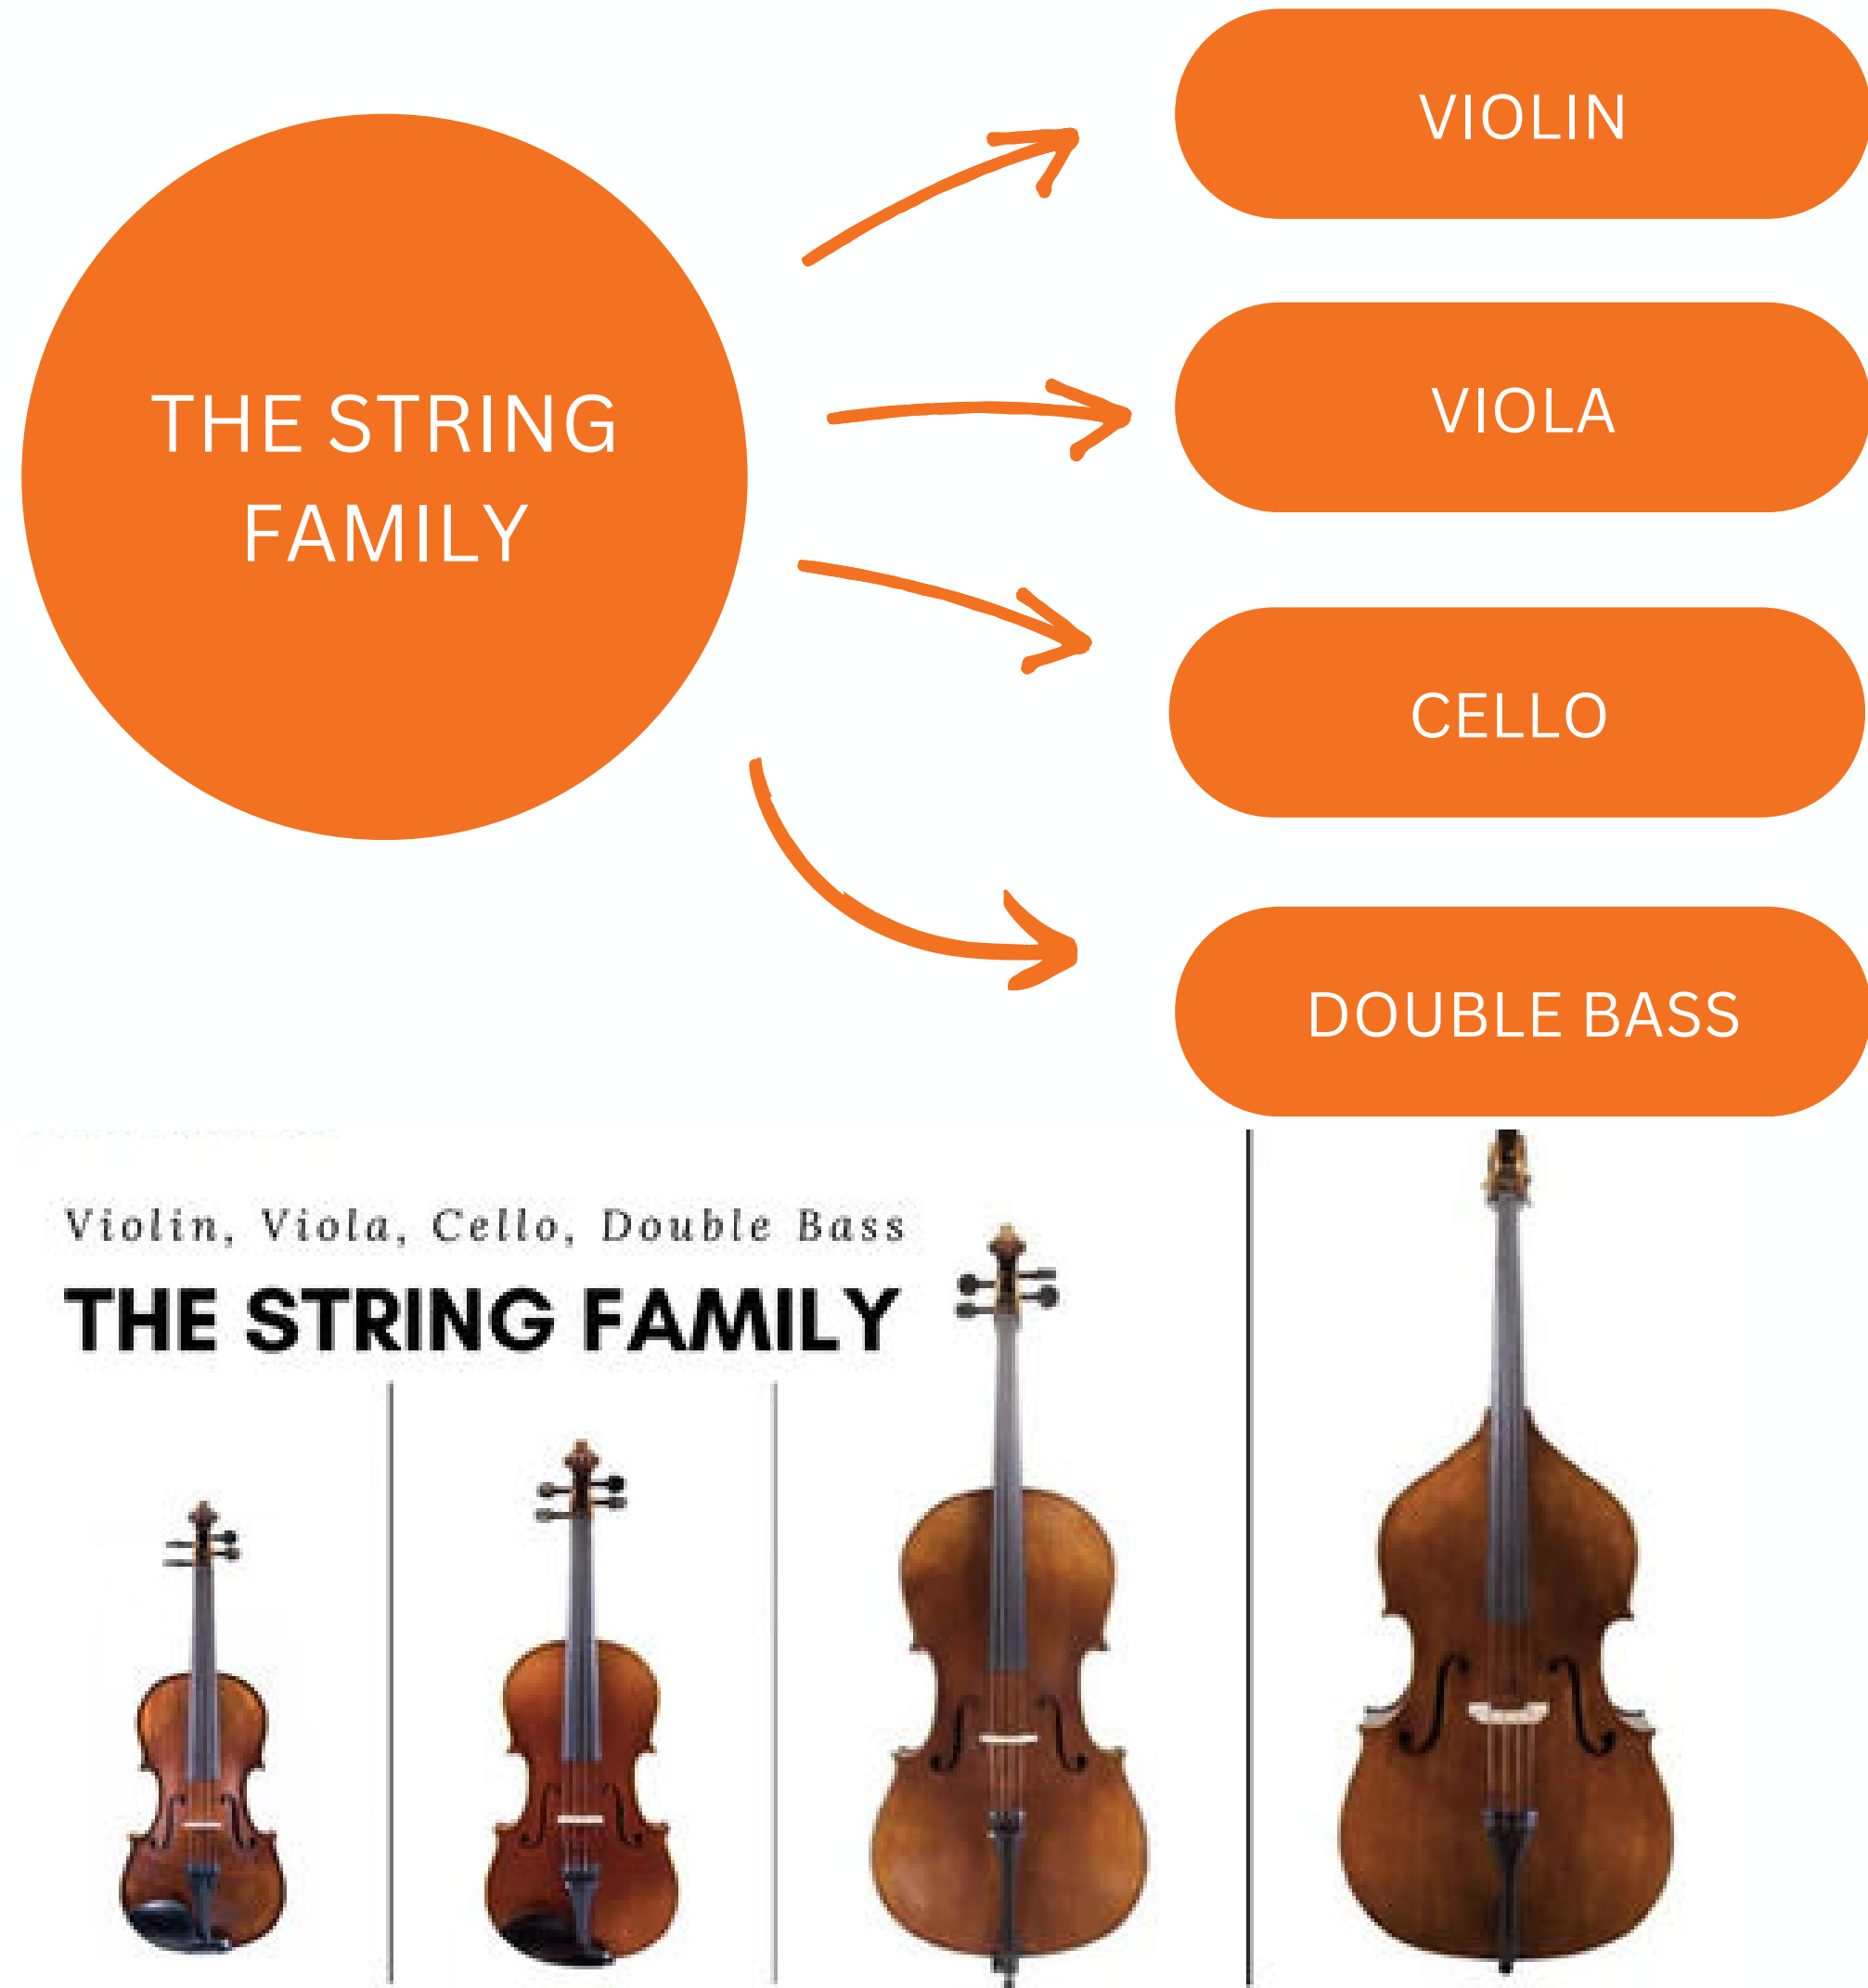 THE STRING
FAMILY
VIOLIN
VIOLA
CELLO
DOUBLE BASS
Violin, Viola, Cello, Double Bass
THE STRING FAMILY